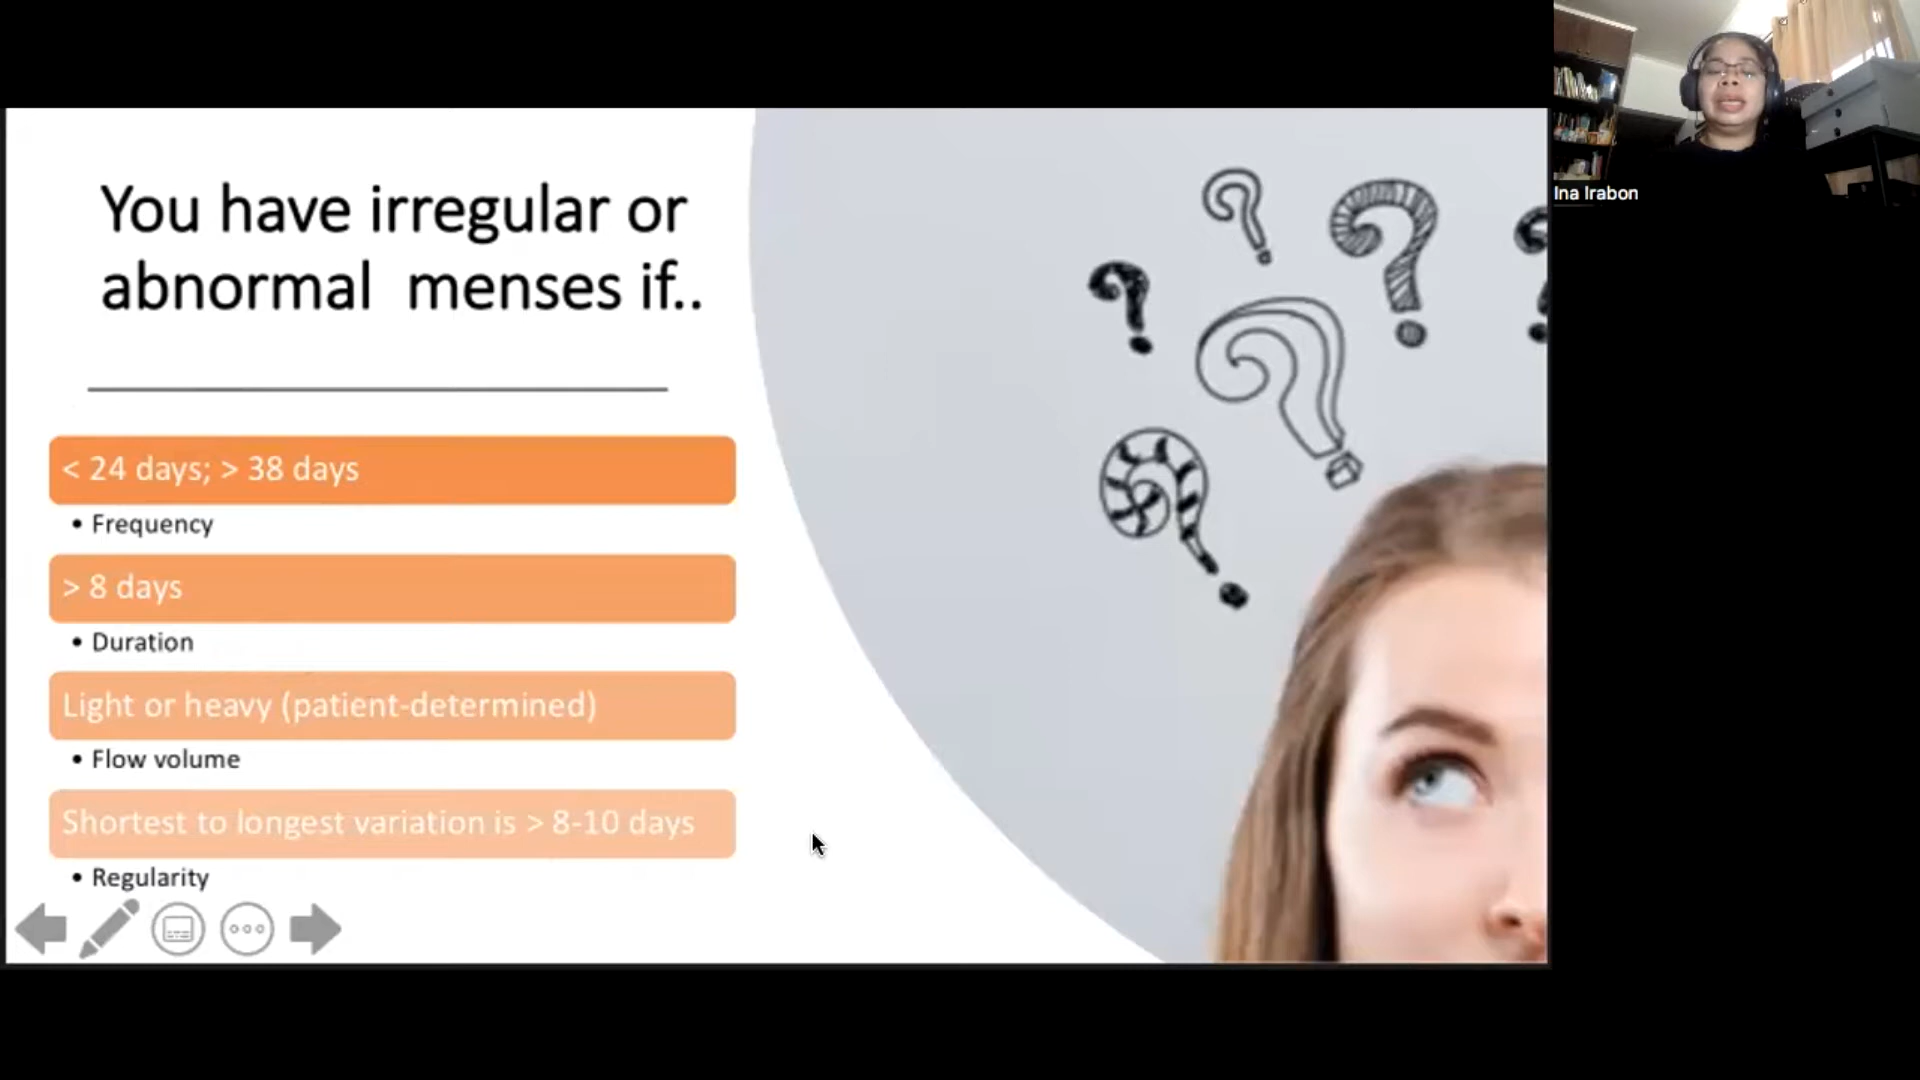 You have irregular or
abnormal menses if..
< 24 days; > 38 days
• Frequency
> 8 days
• Duration
Light or heavy (patient-determined)
• Flow volume
Shortest to longest variation is > 8-10 days
• Regularity
Ina Irabon